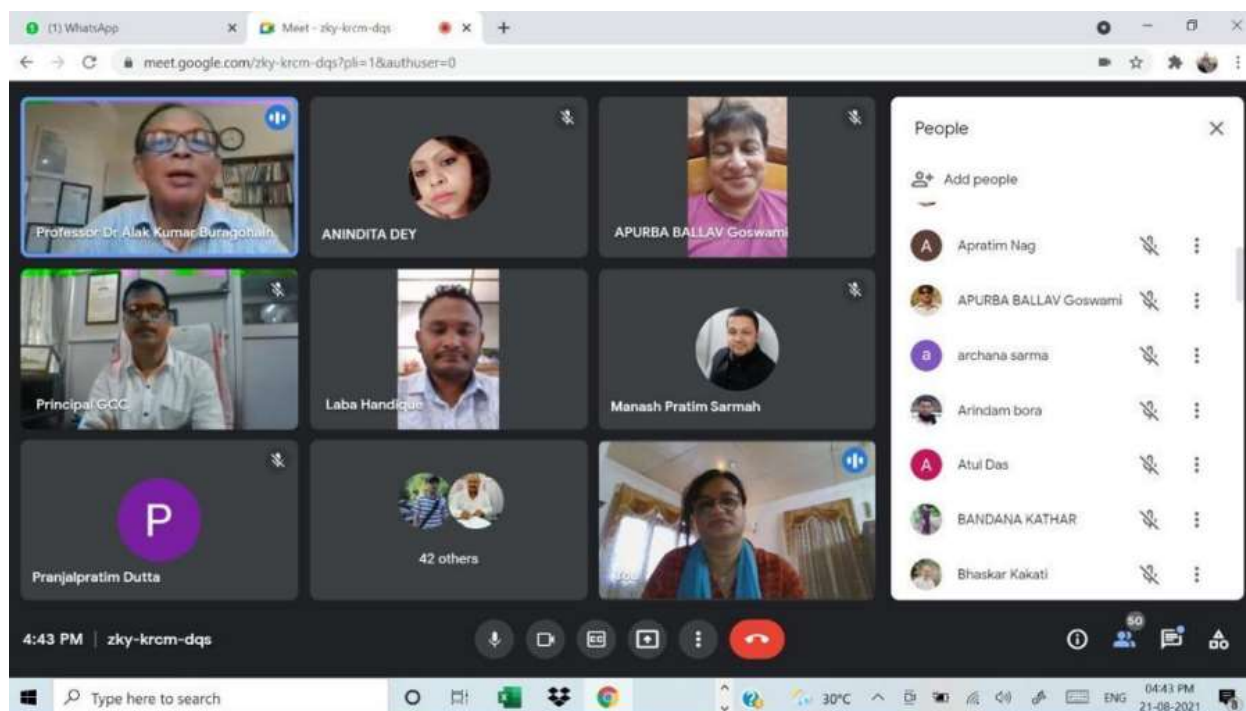 (1) WhatsApp
Meet - zky-krcm-dqs
meet.google.com/zky-krcm-dqs?pli=1&authuser=0
Professor Dr Alak Kumar Buragohain
ANINDITA DEY
APURBA BALLAV Goswami
Principal GCC
Laba Handique
Manash Pratim Sarmah
P
Pranjalpratim Dutta
42 others
You
People
Add people
A Apratim Nag
APURBA BALLAV Goswami
a archana sarma
Arindam bora
A Atul Das
BANDANA KATHAR
Bhaskar Kakati
4:43 PM | zky-krcm-dqs
CC
50
Type here to search
30°C
ENG
04:43 PM
21-08-2021